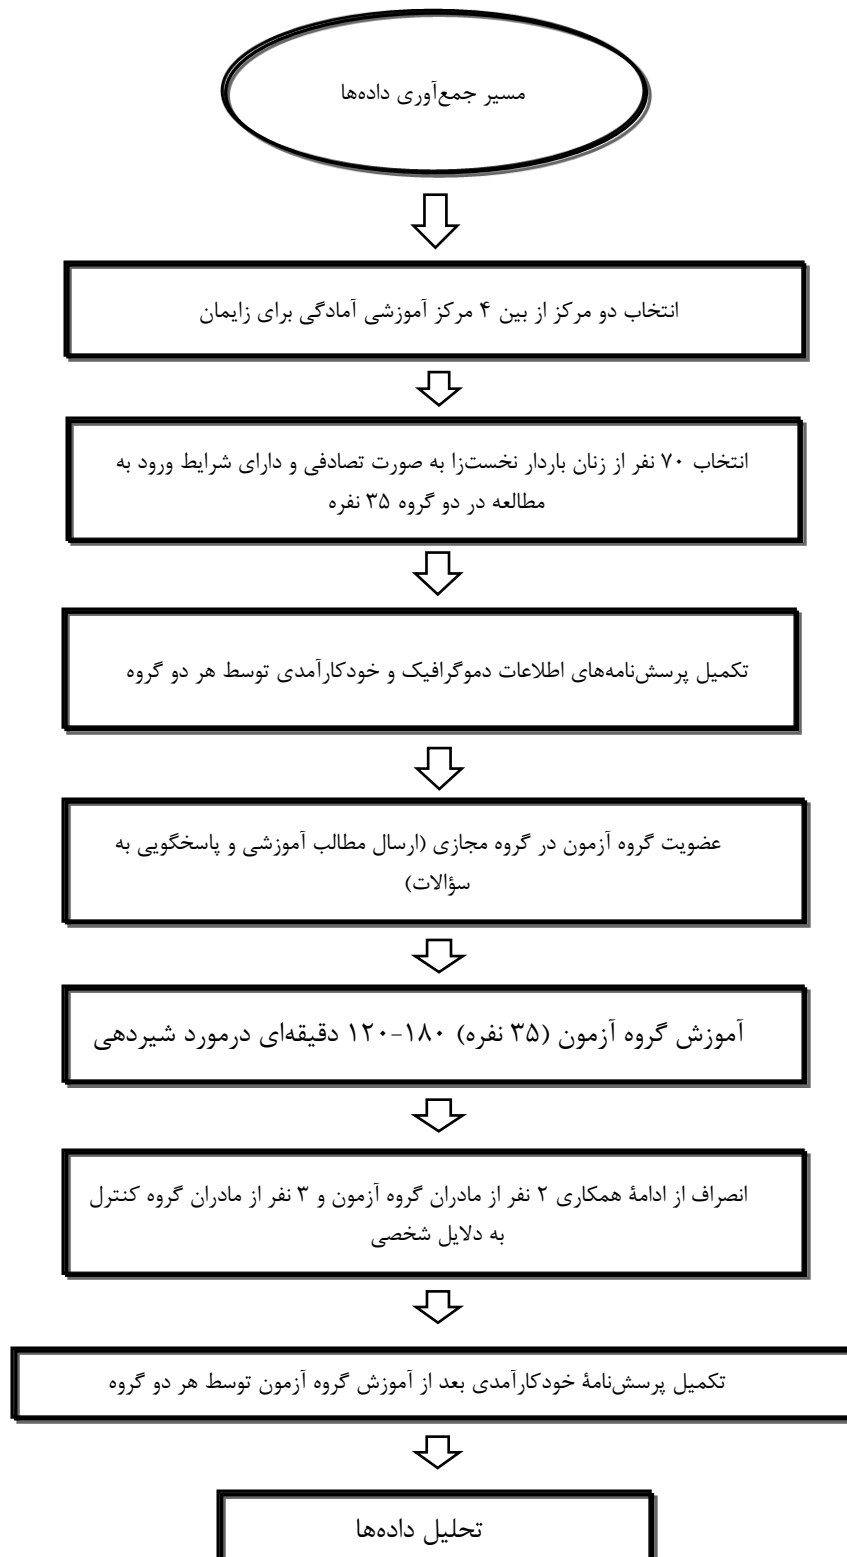 مسیر جمع‌آوری داده‌ها
انتخاب دو مرکز از بین ۴ مرکز آموزشی آمادگی برای زایمان
انتخاب ۷۰ نفر از زنان باردار نخست‌زا به صورت تصادفی و دارای شرایط ورود به
مطالعه در دو گروه ۳۵ نفره
تکمیل پرسش‌نامه‌های اطلاعات دموگرافیک و خودکارآمدی توسط هر دو گروه
عضویت گروه آزمون در گروه مجازی (ارسال مطالب آموزشی و پاسخگویی به
سؤالات)
آموزش گروه آزمون (۳۵ نفره) ۱۸۰-۱۲۰ دقیقه‌ای درمورد شیردهی
انصراف از ادامهٔ همکاری ۲ نفر از مادران گروه آزمون و ۳ نفر از مادران گروه کنترل
به دلایل شخصی
تکمیل پرسش‌نامهٔ خودکارآمدی بعد از آموزش گروه آزمون توسط هر دو گروه
تحلیل داده‌ها